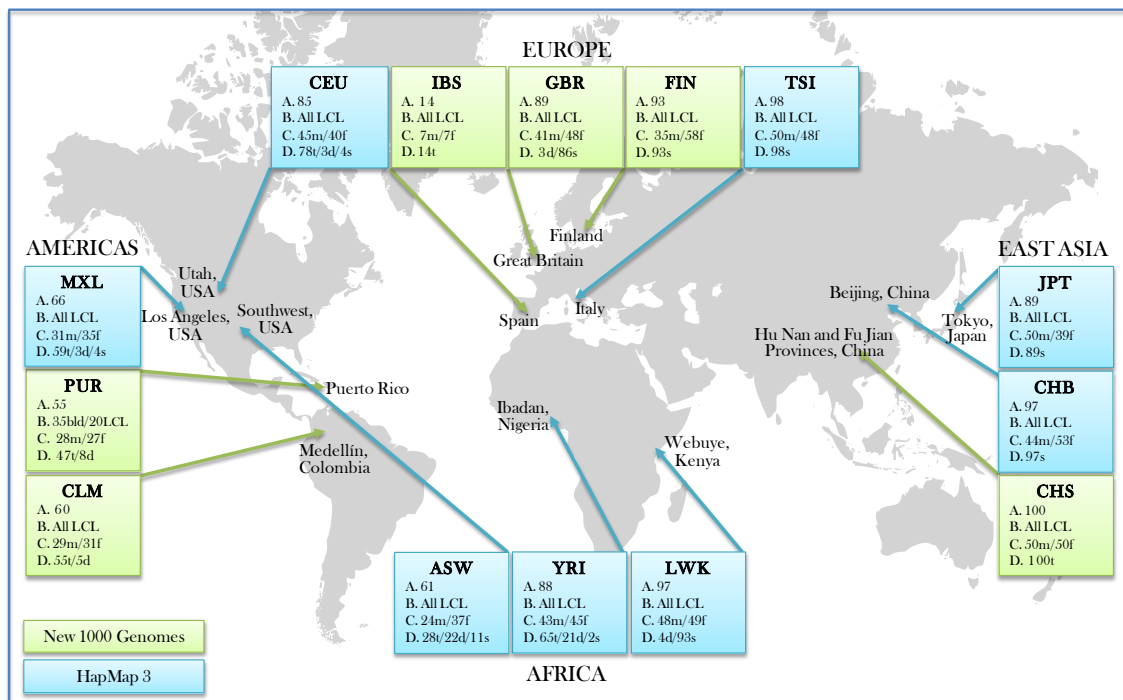 EUROPE
CEU
A. 85
B. All LCL
C. 45m/40f
D. 78t/3d/4s
IBS
A. 14
B. All LCL
C. 7m/7f
D. 14t
GBR
A. 89
B. All LCL
C. 41m/48f
D. 3d/86s
FIN
A. 93
B. All LCL
C. 35m/58f
D. 93s
TSI
A. 98
B. All LCL
C. 50m/48f
D. 98s
AMERICAS
MXL
A. 66
B. All LCL
C. 31m/35f
D. 59t/3d/4s
PUR
A. 55
B. 35bld/20LCL
C. 28m/27f
D. 47t/8d
CLM
A. 60
B. All LCL
C. 29m/31f
D. 55t/5d
Utah,
USA
Los Angeles,
USA
Southwest,
USA
Puerto Rico
Medellín,
Colombia
Finland
Great Britain
Spain
Italy
Ibadan,
Nigeria
Webuye,
Kenya
Beijing, China
Tokyo,
Japan
Hu Nan and Fu Jian
Provinces, China
EAST ASIA
JPT
A. 89
B. All LCL
C. 50m/39f
D. 89s
CHB
A. 97
B. All LCL
C. 44m/53f
D. 97s
CHS
A. 100
B. All LCL
C. 50m/50f
D. 100t
ASW
A. 61
B. All LCL
C. 24m/37f
D. 28t/22d/11s
YRI
A. 88
B. All LCL
C. 43m/45f
D. 65t/21d/2s
LWK
A. 97
B. All LCL
C. 48m/49f
D. 4d/93s
AFRICA
New 1000 Genomes
HapMap 3